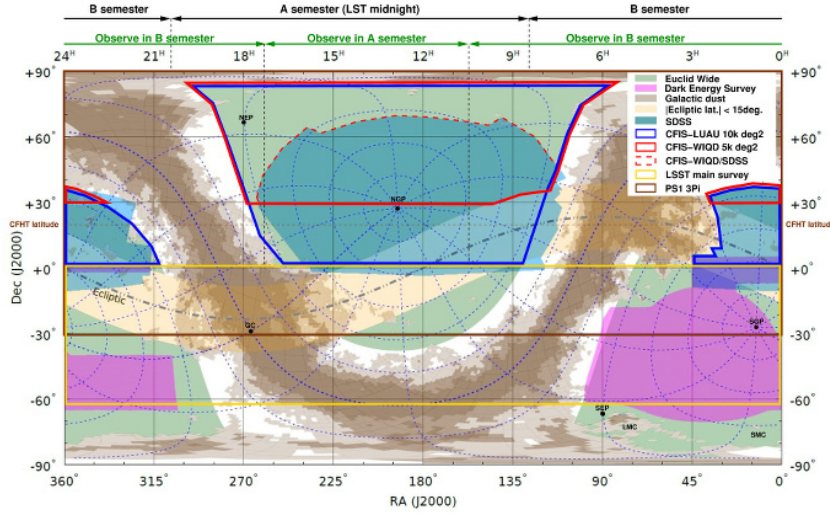 B semester A semester (LST midnight) B semester
Observe in B semester Observe in A semester Observe in B semester
24H 21H 18H 15H 12H 9H 6H 3H 0H
+90° +90°
Euclid Wide
Dark Energy Survey
Galactic dust
|Ecliptic lat.| < 15deg.
SDSS
CFIS-LUAU 10k deg2
CFIS-WIQD 5k deg2
CFIS-WIQD/SDSS
LSST main survey
PS1 3Pi
NEP
+60° +60°
+30° +30°
NGP
CFHT latitude CFHT latitude
Dec (J2000)
+0° +0°
Ecliptic
GC SGP
-30° -30°
-60° -60°
SEP
LMC SMC
-90° -90°
360° 315° 270° 225° 180° 135° 90° 45° 0°
RA (J2000)